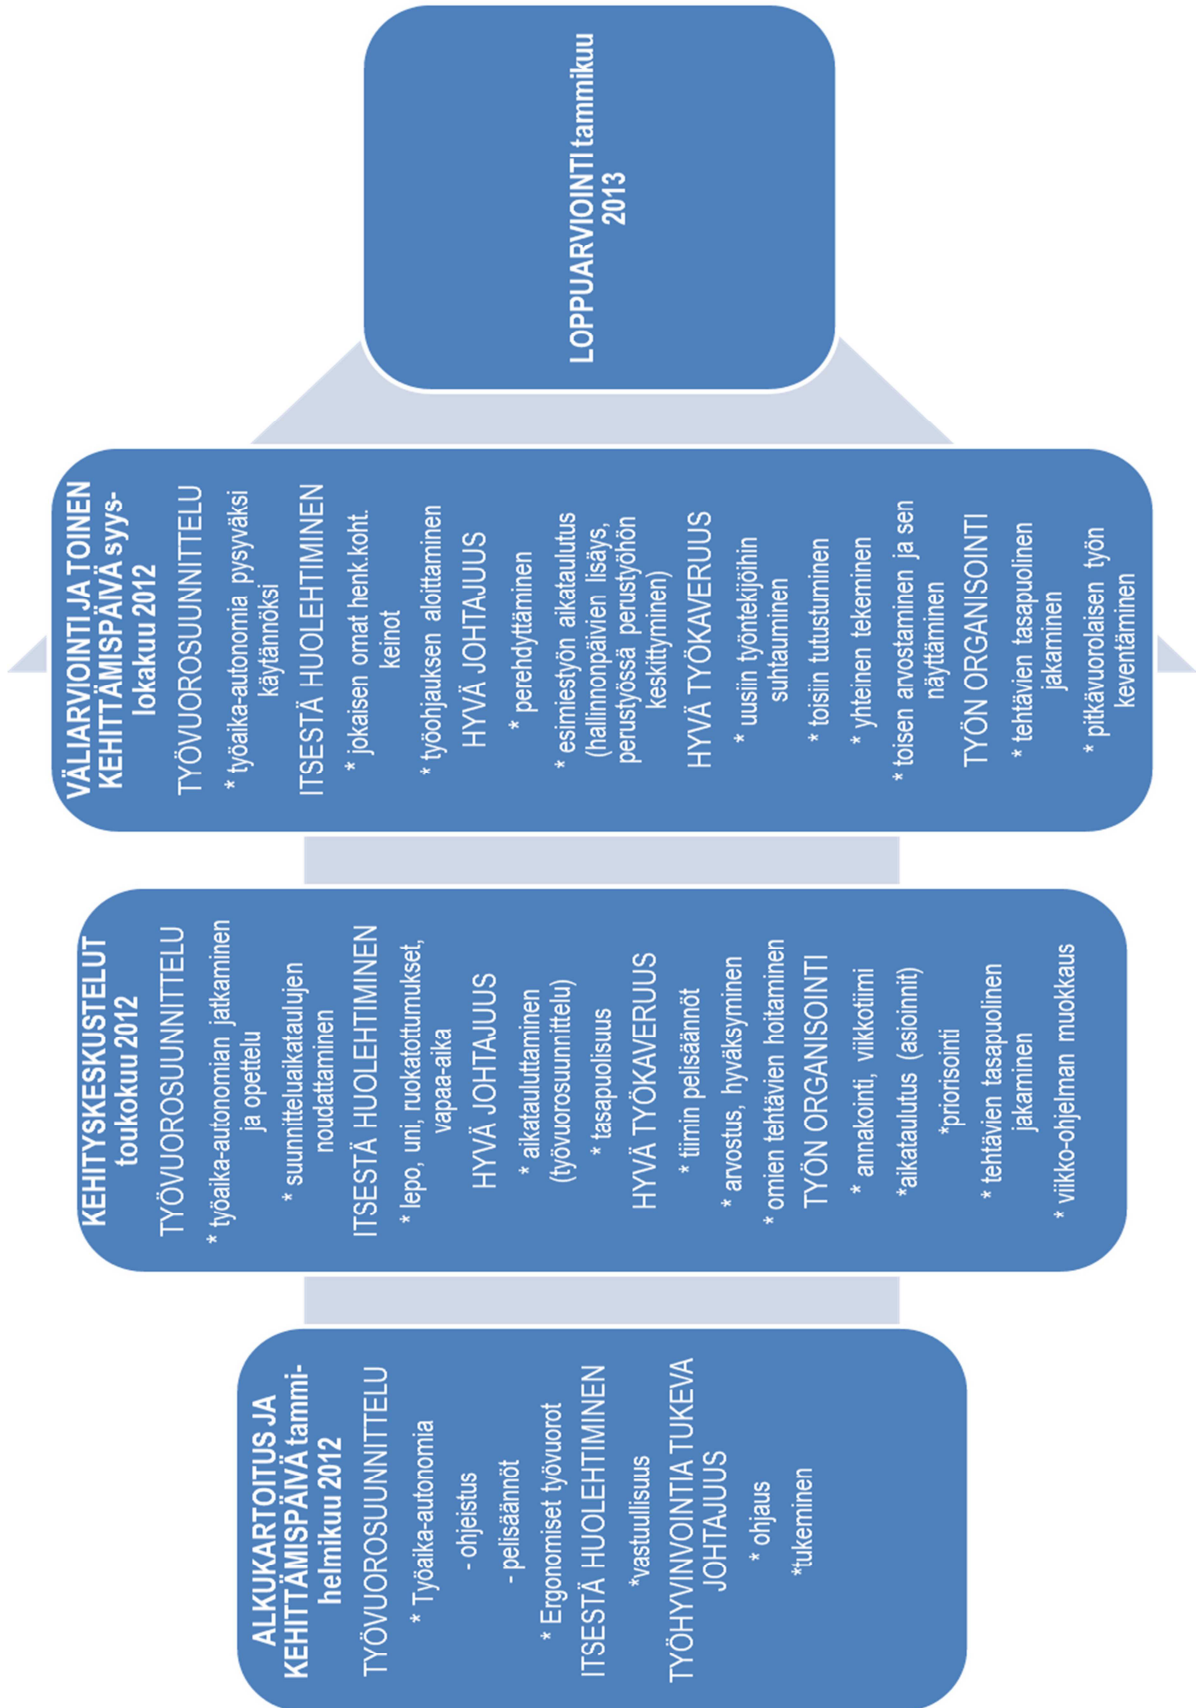 ALKUKARTOITUS JA
KEHITTÄMISPÄIVÄ tammi-
helmikuu 2012
TYÖVUOROSUUNNITTELU
* Työaika-autonomia
- ohjeistus
- pelisäännöt
* Ergonomiset työvuorot
ITSESTÄ HUOLEHTIMINEN
*vastuullisuus
TYÖHYVINVOINTIA TUKEVA
JOHTAJUUS
* ohjaus
*tukeminen
KEHITYSKESKUSTELUT
toukokuu 2012
TYÖVUOROSUUNNITTELU
* työaika-autonomian jatkaminen
ja opettelu
* suunnitteluaikataulujen
noudattaminen
ITSESTÄ HUOLEHTIMINEN
* lepo, uni, ruokatottumukset,
vapaa-aika
HYVÄ JOHTAJUUS
* aikatauluttaminen
(työvuorosuunnittelu)
* tasapuolisuus
HYVÄ TYÖKAVERUUS
* tiimin pelisäännöt
* arvostus, hyväksyminen
* omien tehtävien hoitaminen
TYÖN ORGANISOINTI
* annakointi, viikkotiimi
*aikataulutus (asioinnit)
*priorisointi
* tehtävien tasapuolinen
jakaminen
* viikko-ohjelman muokkaus
VÄLIARVIOINTI JA TOINEN
KEHITTÄMISPÄIVÄ syys-
lokakuu 2012
TYÖVUOROSUUNNITTELU
* työaika-autonomia pysyväksi
käytännöksi
ITSESTÄ HUOLEHTIMINEN
* jokaisen omat henk.koht.
keinot
* työohjauksen aloittaminen
HYVÄ JOHTAJUUS
* perehdyttäminen
* esimiestyön aikataulutus
(hallinnonpäivien lisäys,
perustyössä perustyöhön
keskittyminen)
HYVÄ TYÖKAVERUUS
* uusiin työntekijöihin
suhtautuminen
* toisiin tutustuminen
* yhteinen tekeminen
* toisen arvostaminen ja sen
näyttäminen
TYÖN ORGANISOINTI
* tehtävien tasapuolinen
jakaminen
* pitkävuorolaisen työn
keventäminen
LOPPUARVIOINTI tammikuu
2013